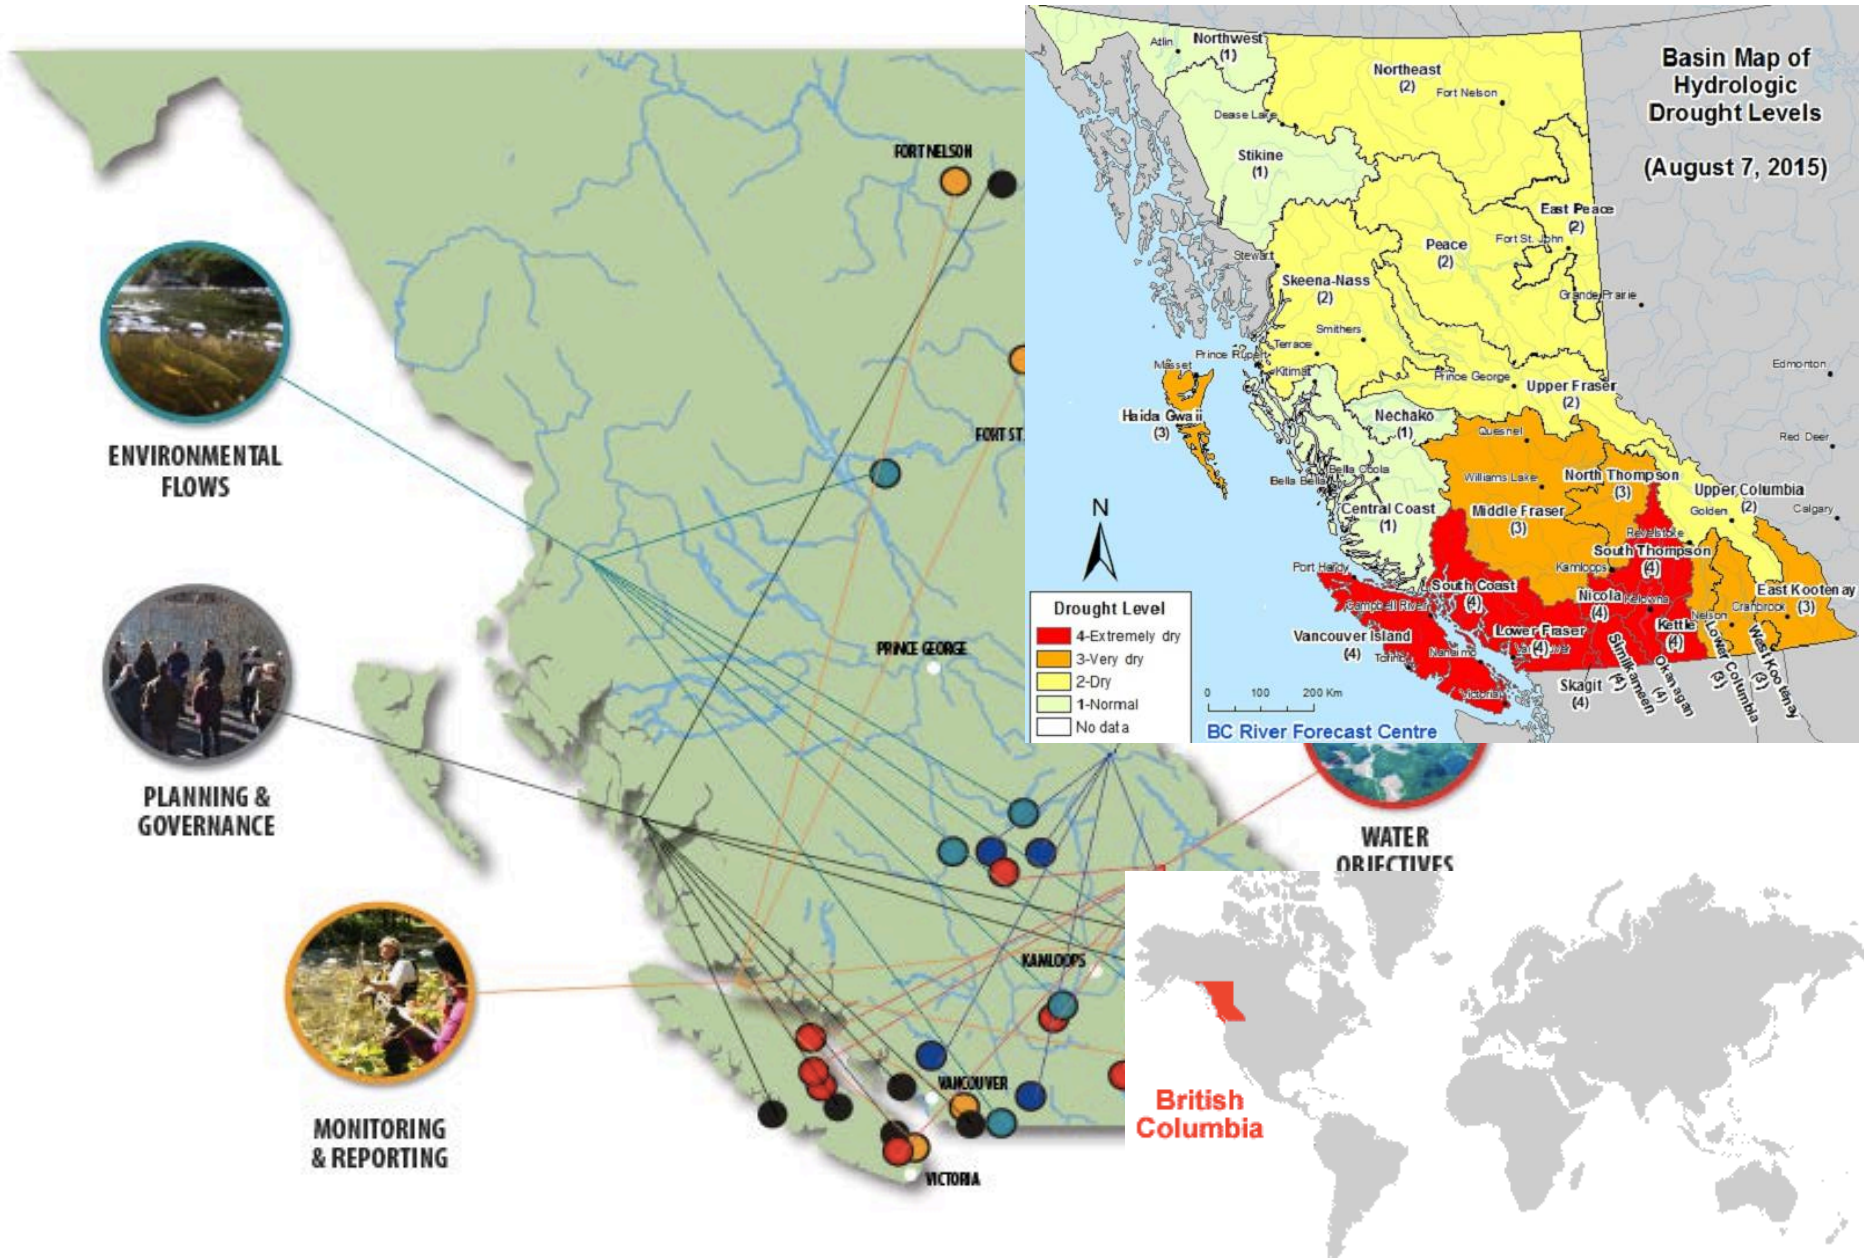 FORT NELSON
FORT ST.
PRINCE GEORGE
KAMLOOPS
VANCOUVER
VICTORIA
ENVIRONMENTAL
FLOWS
PLANNING &
GOVERNANCE
MONITORING
& REPORTING
WATER
OBJECTIVES
Basin Map of
Hydrologic
Drought Levels
(August 7, 2015)
Atlin
Northwest
(1)
Northeast
(2)
Fort Nelson
Dease Lake
Stikine
(1)
East Peace
(2)
Fort St. John
Peace
(2)
Stewart
Skeena-Nass
(2)
Grande Prairie
Smithers
Terrace
Prince Rupert
Kitimat
Masset
Haida Gwaii
(3)
Prince George
Upper Fraser
(2)
Edmonton
Nechako
(1)
Quesnel
Red Deer
Bella Coola
Bella Bella
Williams Lake
North Thompson
(3)
Upper Columbia
(2)
Golden
Calgary
Central Coast
(1)
Middle Fraser
(3)
Revelstoke
South Thompson
(4)
Kamloops
Port Hardy
South Coast
(4)
Nicola
(4)
Kelowna
East Kootenay
(3)
Cranbrook
Nelson
Campbell River
Vancouver Island
(4)
Tofino
Nanaimo
Lower Fraser
(4)
Kettle
(4)
Victoria
Skagit
(4)
Similkameen
(4)
Okanagan
(4)
Lower Columbia
(3)
West Kootenay
(3)
N
Drought Level
4-Extremely dry
3-Very dry
2-Dry
1-Normal
No data
0 100 200 Km
BC River Forecast Centre
British
Columbia